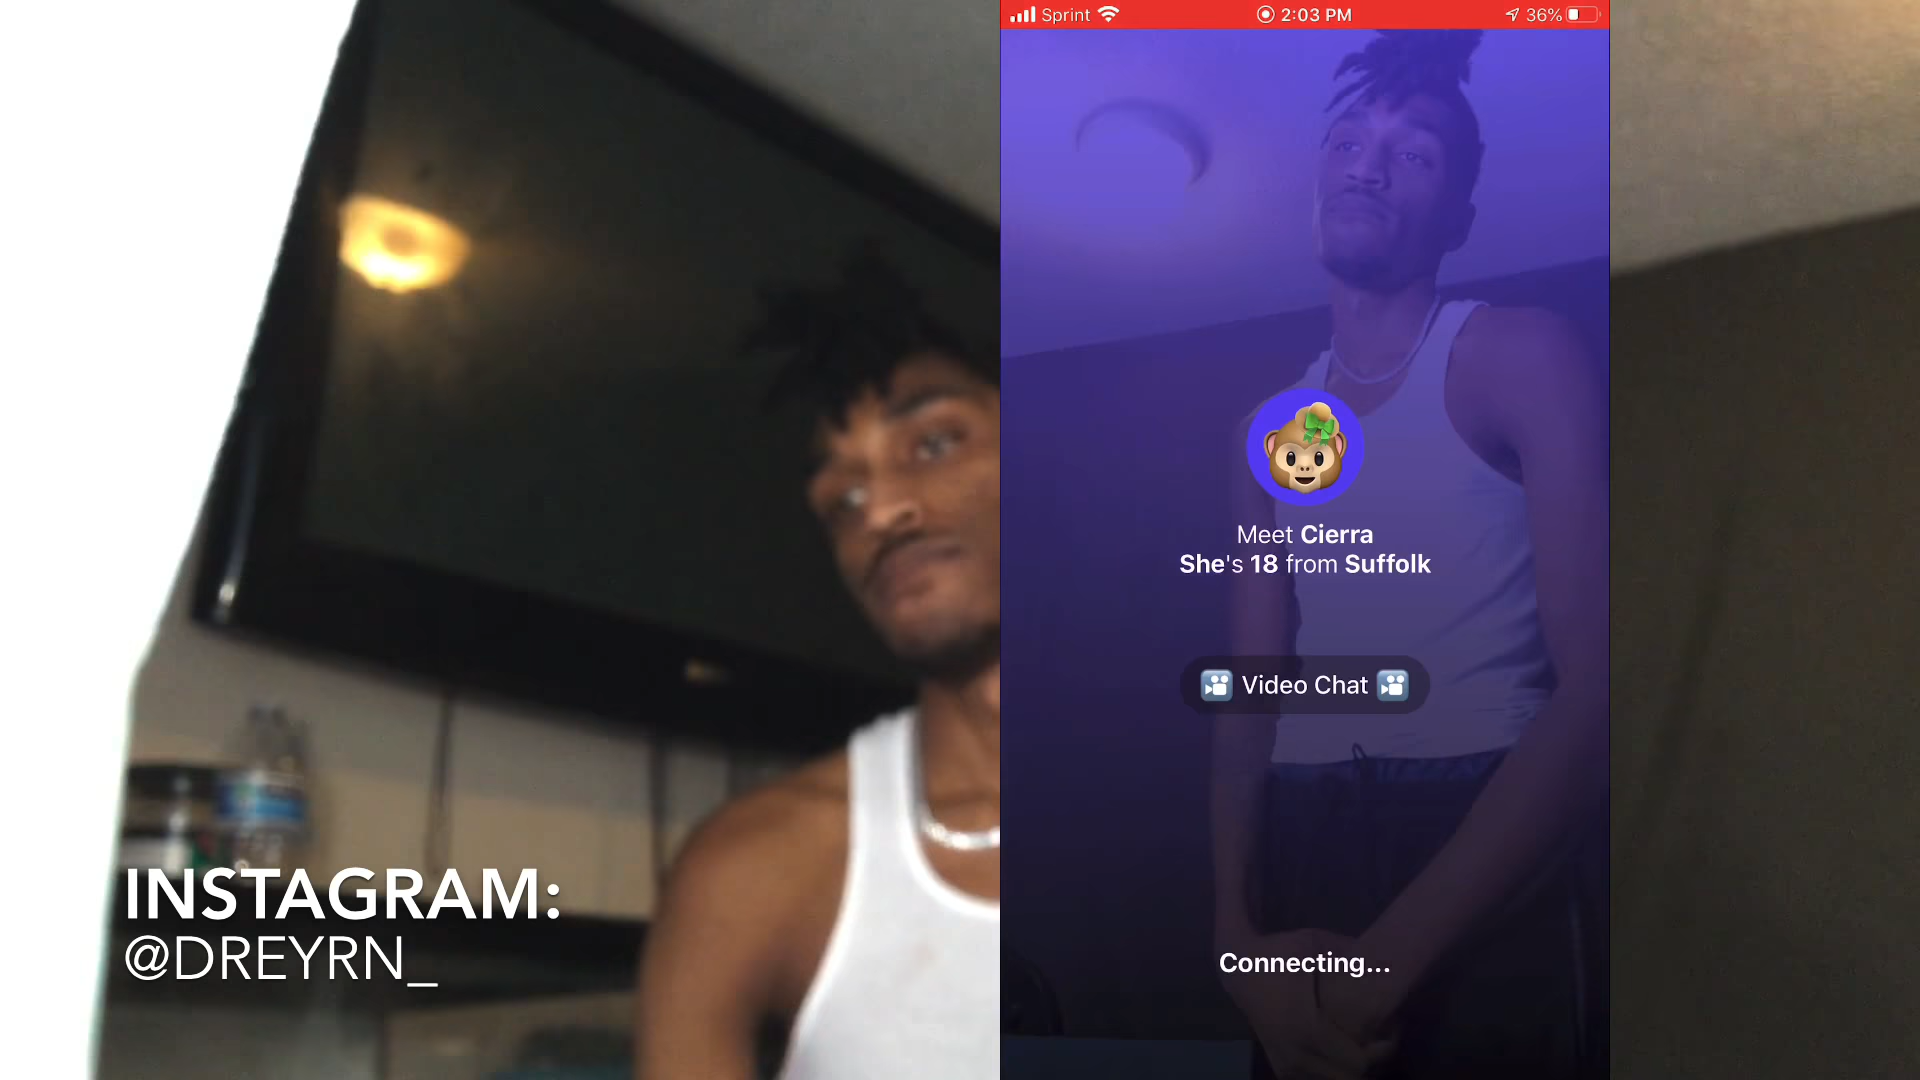 Sprint 2:03 PM 36%
Meet Cierra
She's 18 from Suffolk
Video Chat
Connecting...
INSTAGRAM:
@DREYRN_